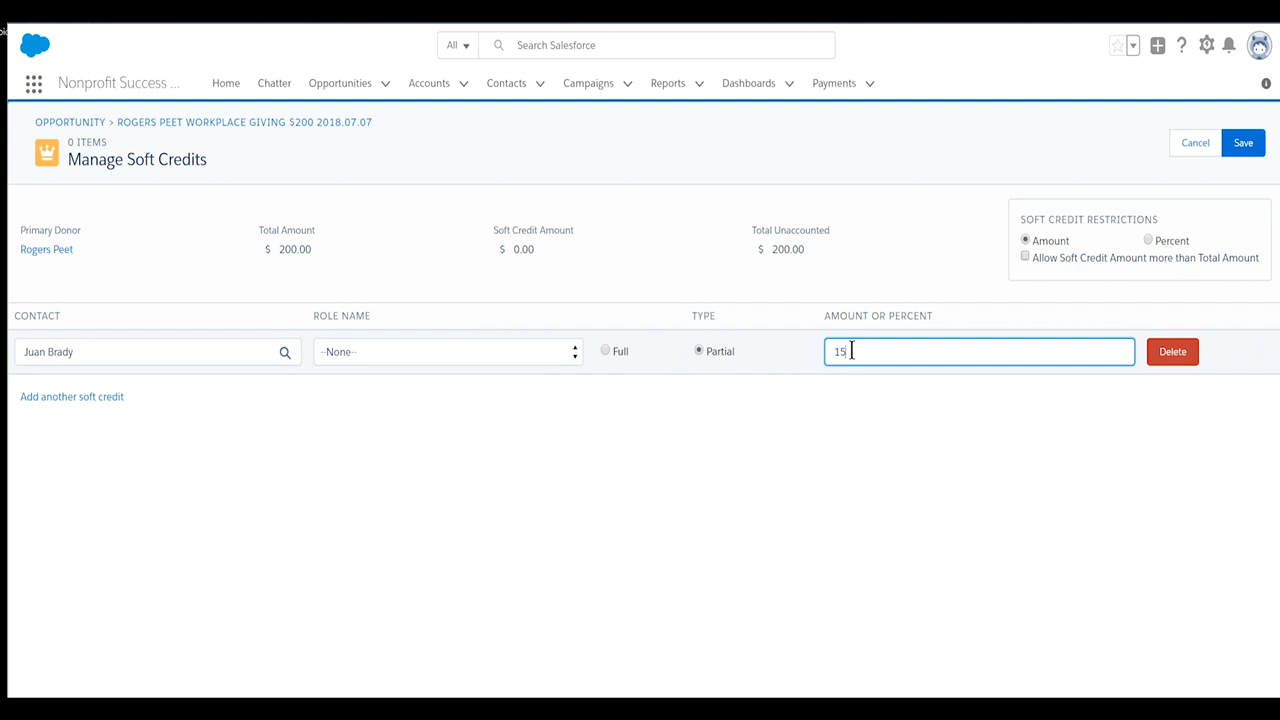 All
Search Salesforce
Nonprofit Success ...
Home
Chatter
Opportunities
Accounts
Contacts
Campaigns
Reports
Dashboards
Payments
OPPORTUNITY > ROGERS PEET WORKPLACE GIVING $200 2018.07.07
0 ITEMS
Manage Soft Credits
Cancel
Save
Primary Donor
Rogers Peet
Total Amount
$ 200.00
Soft Credit Amount
$ 0.00
Total Unaccounted
$ 200.00
SOFT CREDIT RESTRICTIONS
Amount
Percent
Allow Soft Credit Amount more than Total Amount
CONTACT
ROLE NAME
TYPE
AMOUNT OR PERCENT
Juan Brady
--None--
Full
Partial
15
Delete
Add another soft credit